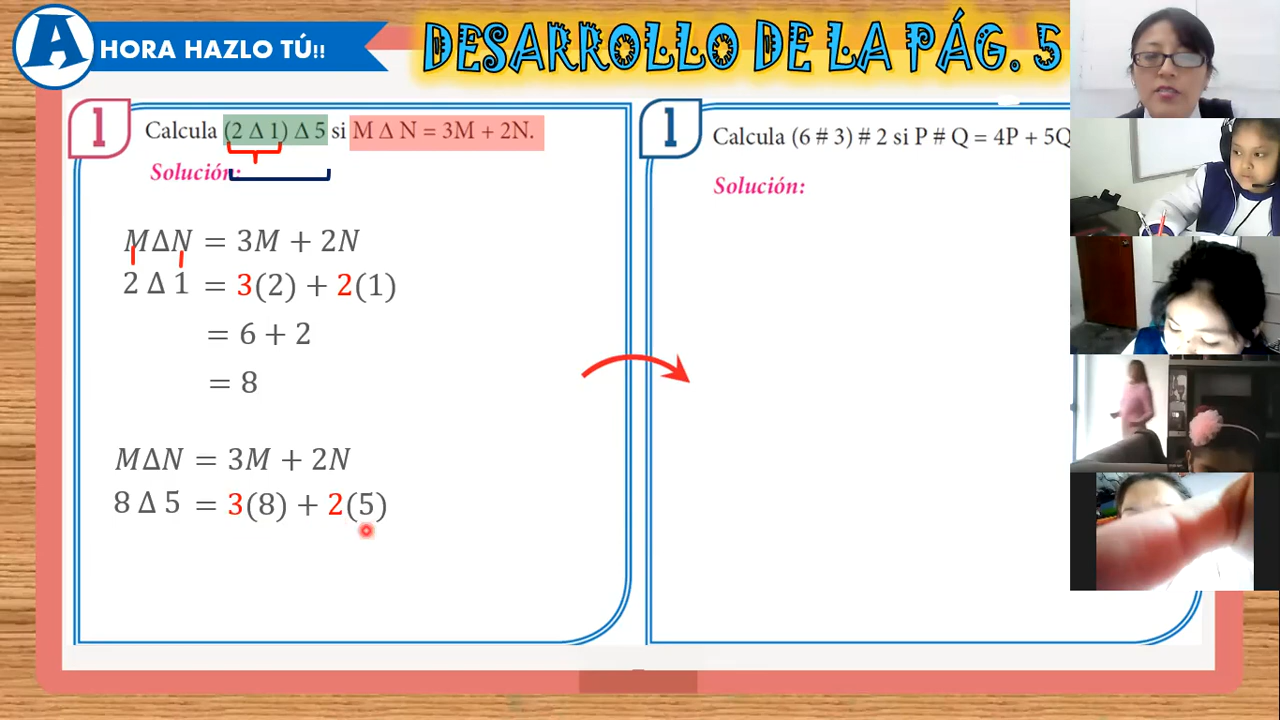 AHORA HAZLO TÚ!!
DESARROLLO DE LA PÁG. 5
1
Calcula (2 Δ 1) Δ 5 si M Δ N = 3M + 2N.
Solución:
MΔN = 3M + 2N
2 Δ 1 = 3(2) + 2(1)
= 6 + 2
= 8
MΔN = 3M + 2N
8 Δ 5 = 3(8) + 2(5)
1
Calcula (6 # 3) # 2 si P # Q = 4P + 5Q
Solución: